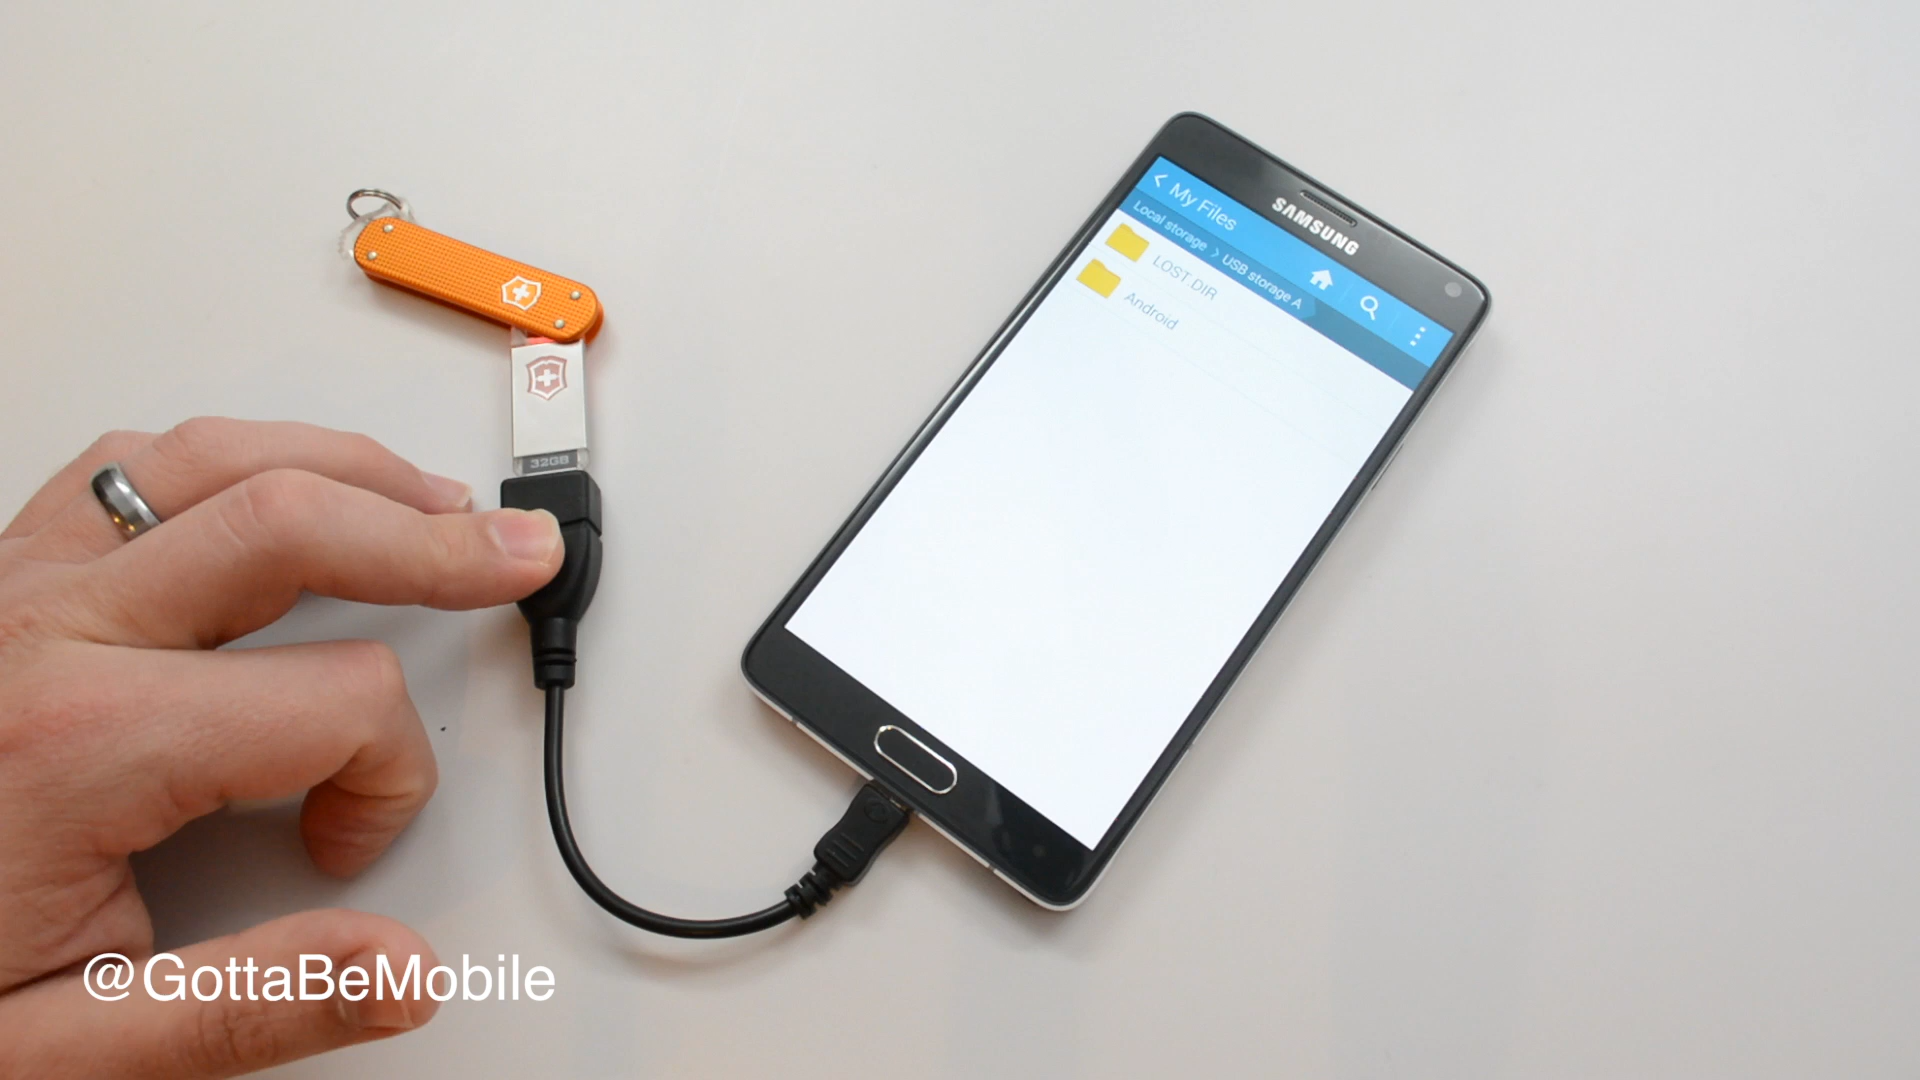 SAMSUNG
My Files
Local storage > USB storage A
LOST.DIR
Android
32GB
@GottaBeMobile